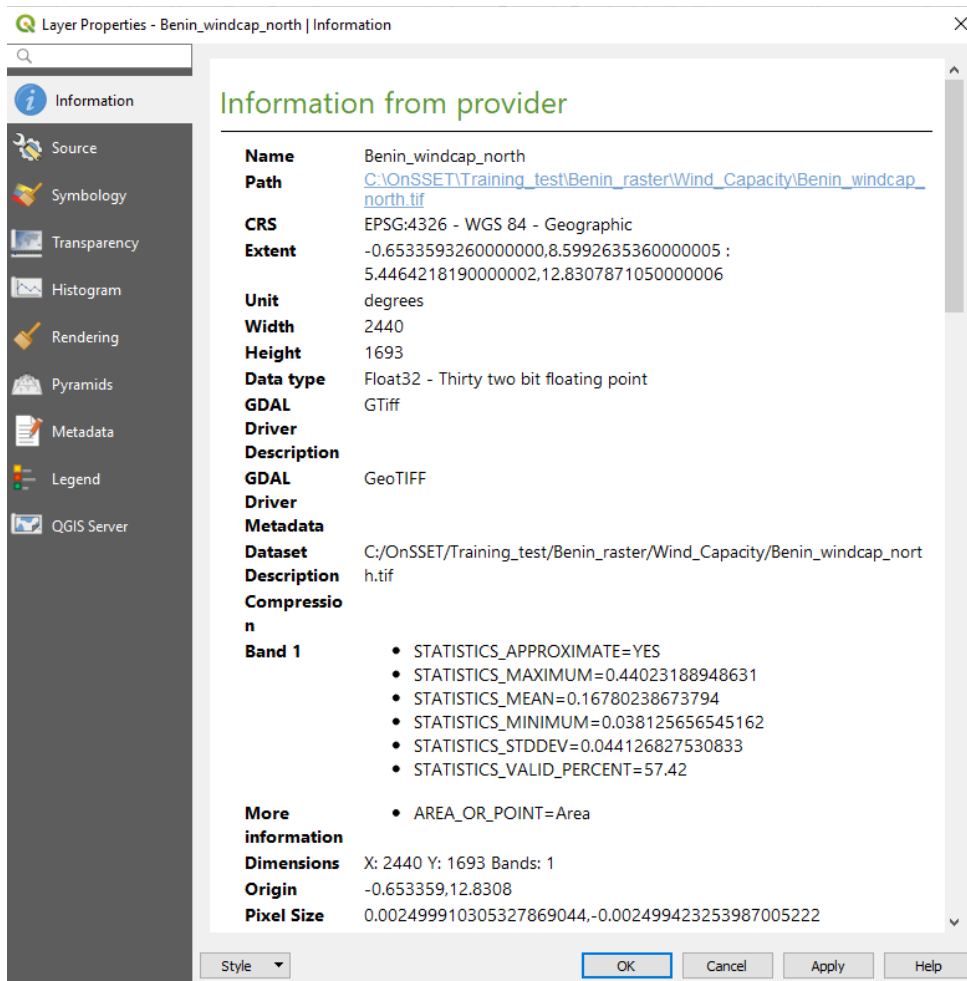 Layer Properties - Benin_windcap_north | Information
Information
Source
Symbology
Transparency
Histogram
Rendering
Pyramids
Metadata
Legend
QGIS Server
Information from provider
Name Benin_windcap_north
Path C:\OnSSET\Training_test\Benin_raster\Wind_Capacity\Benin_windcap_
north.tif
CRS EPSG:4326 - WGS 84 - Geographic
Extent -0.6533593260000000,8.5992635360000005 :
5.4464218190000002,12.8307871050000006
Unit degrees
Width 2440
Height 1693
Data type Float32 - Thirty two bit floating point
GDAL GTiff
Driver
Description
GDAL GeoTIFF
Driver
Metadata
Dataset C:/OnSSET/Training_test/Benin_raster/Wind_Capacity/Benin_windcap_nort
Description h.tif
Compressio
n
Band 1 • STATISTICS_APPROXIMATE=YES
• STATISTICS_MAXIMUM=0.44023188948631
• STATISTICS_MEAN=0.16780238673794
• STATISTICS_MINIMUM=0.038125656545162
• STATISTICS_STDDEV=0.044126827530833
• STATISTICS_VALID_PERCENT=57.42
More • AREA_OR_POINT=Area
information
Dimensions X: 2440 Y: 1693 Bands: 1
Origin -0.653359,12.8308
Pixel Size 0.002499910305327869044,-0.002499423253987005222
Style OK Cancel Apply Help